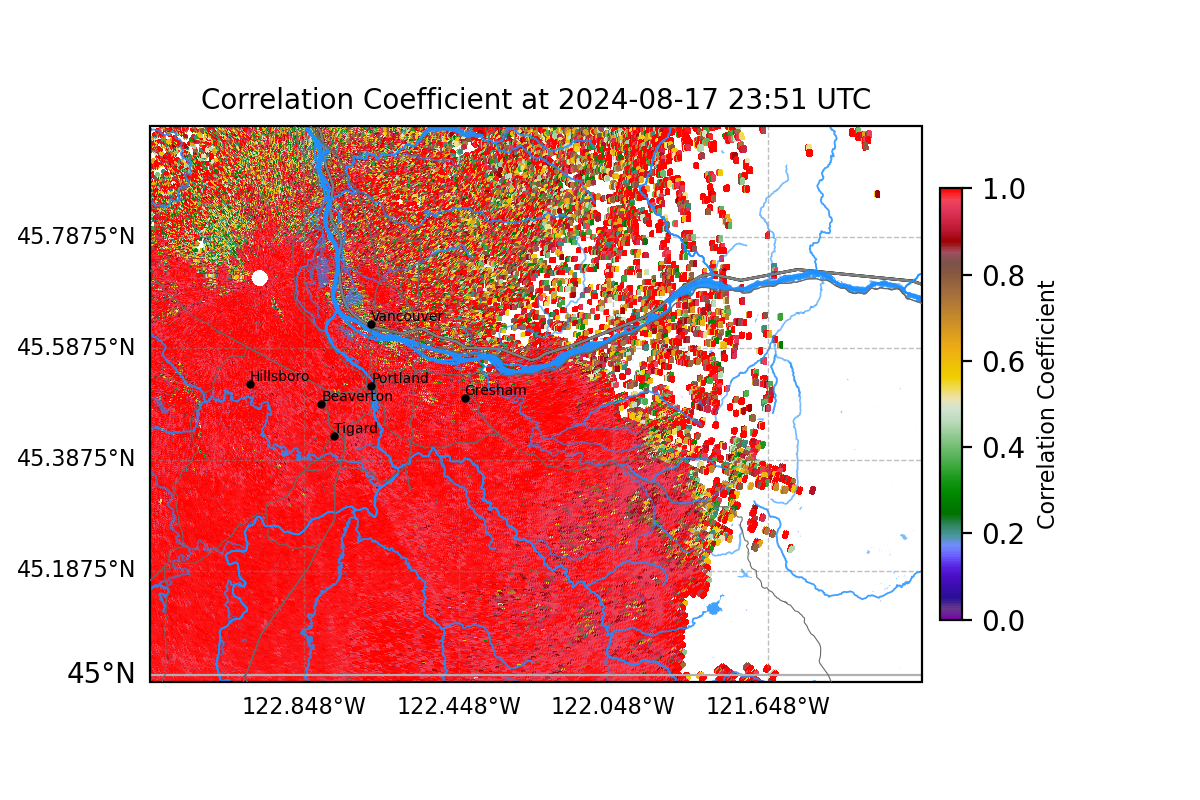 Correlation Coefficient at 2024-08-17 23:51 UTC
45.7875°N
45.5875°N
45.3875°N
45.1875°N
45°N
122.848°W
122.448°W
122.048°W
121.648°W
Vancouver
Hillsboro
Portland
Beaverton
Gresham
Tigard
1.0
0.8
0.6
0.4
0.2
0.0
Correlation Coefficient